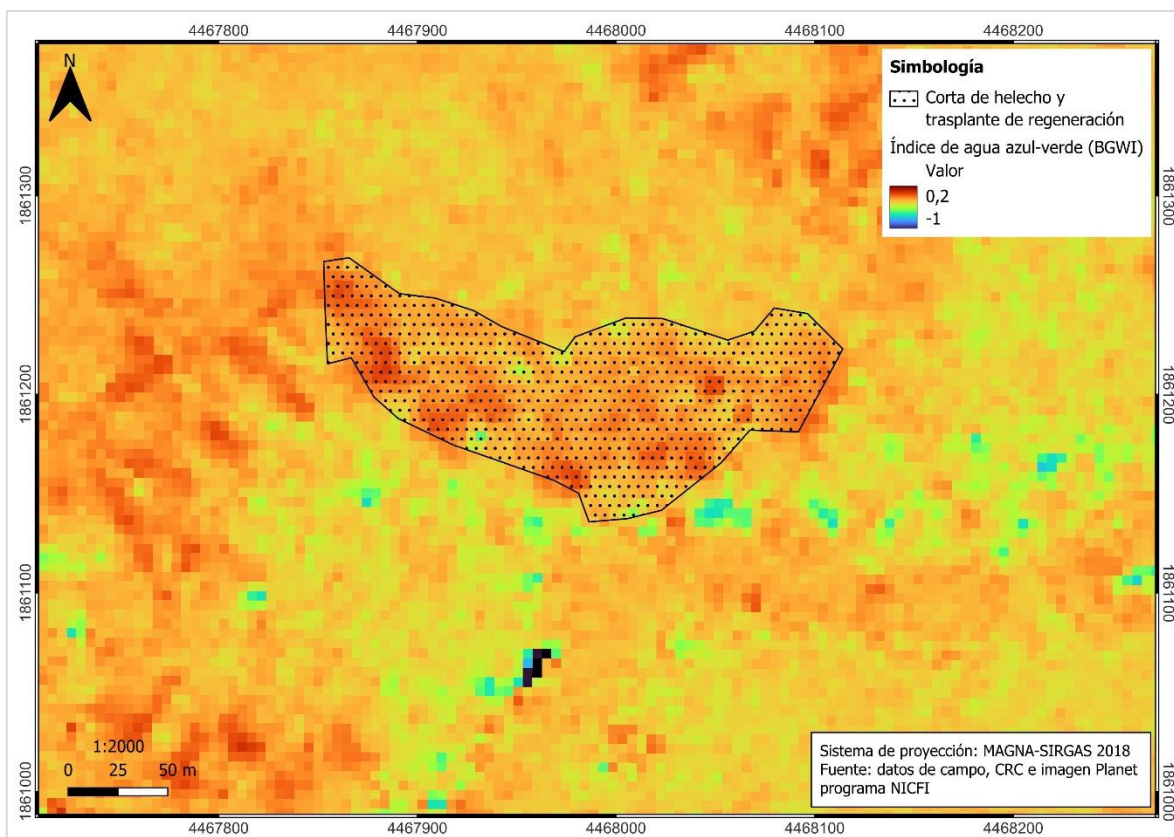 4467800 4467900 4468000 4468100 4468200
N
Simbología
Corta de helecho y
trasplante de regeneración
Índice de agua azul-verde (BGWI)
Valor
0,2
-1
1861300
1861300
1861200
1861200
1861100
1861100
1:2000
0 25 50 m
Sistema de proyección: MAGNA-SIRGAS 2018
Fuente: datos de campo, CRC e imagen Planet
programa NICFI
1861000
1861000
4467800 4467900 4468000 4468100 4468200